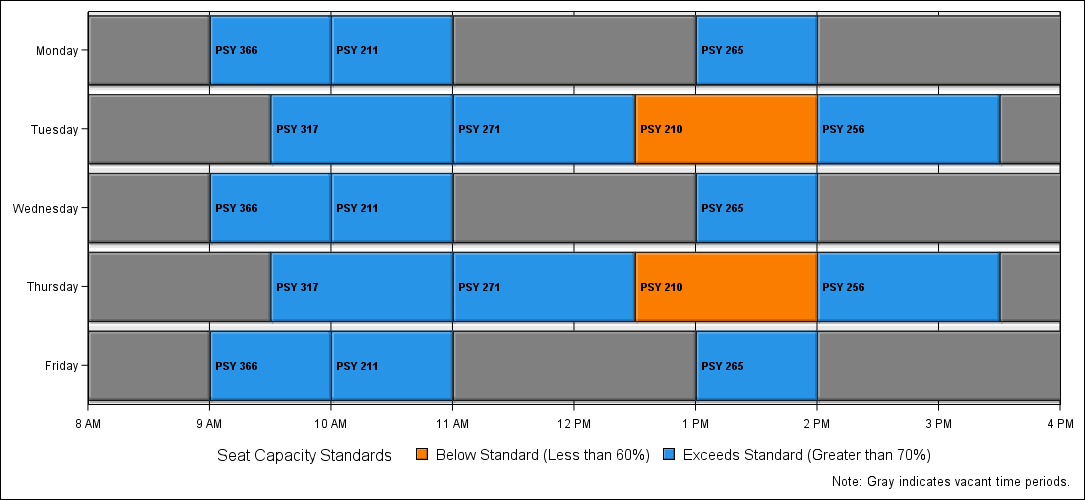 Monday PSY 366 PSY 211 PSY 265
Tuesday PSY 317 PSY 271 PSY 210 PSY 256
Wednesday PSY 366 PSY 211 PSY 265
Thursday PSY 317 PSY 271 PSY 210 PSY 256
Friday PSY 366 PSY 211 PSY 265
8 AM 9 AM 10 AM 11 AM 12 PM 1 PM 2 PM 3 PM 4 PM
Seat Capacity Standards Below Standard (Less than 60%) Exceeds Standard (Greater than 70%)
Note: Gray indicates vacant time periods.